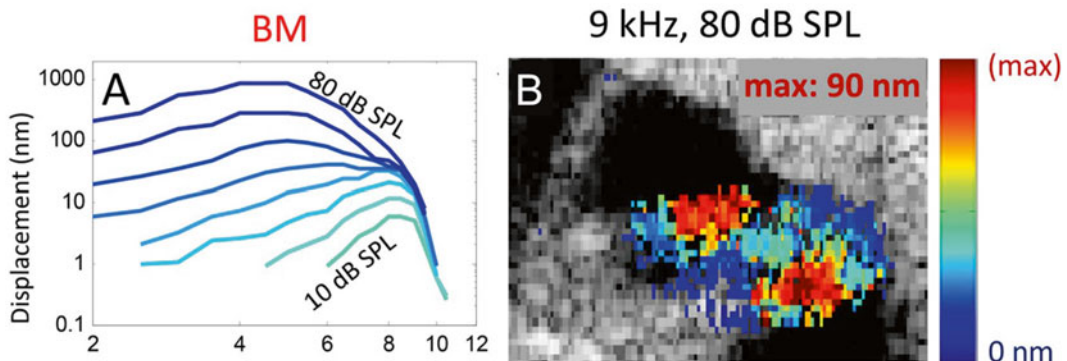 BM
9 kHz, 80 dB SPL
A
80 dB SPL
10 dB SPL
Displacement (nm)
1000
100
10
1
0.1
2
4
6
8
10
12
B
max: 90 nm
(max)
0 nm